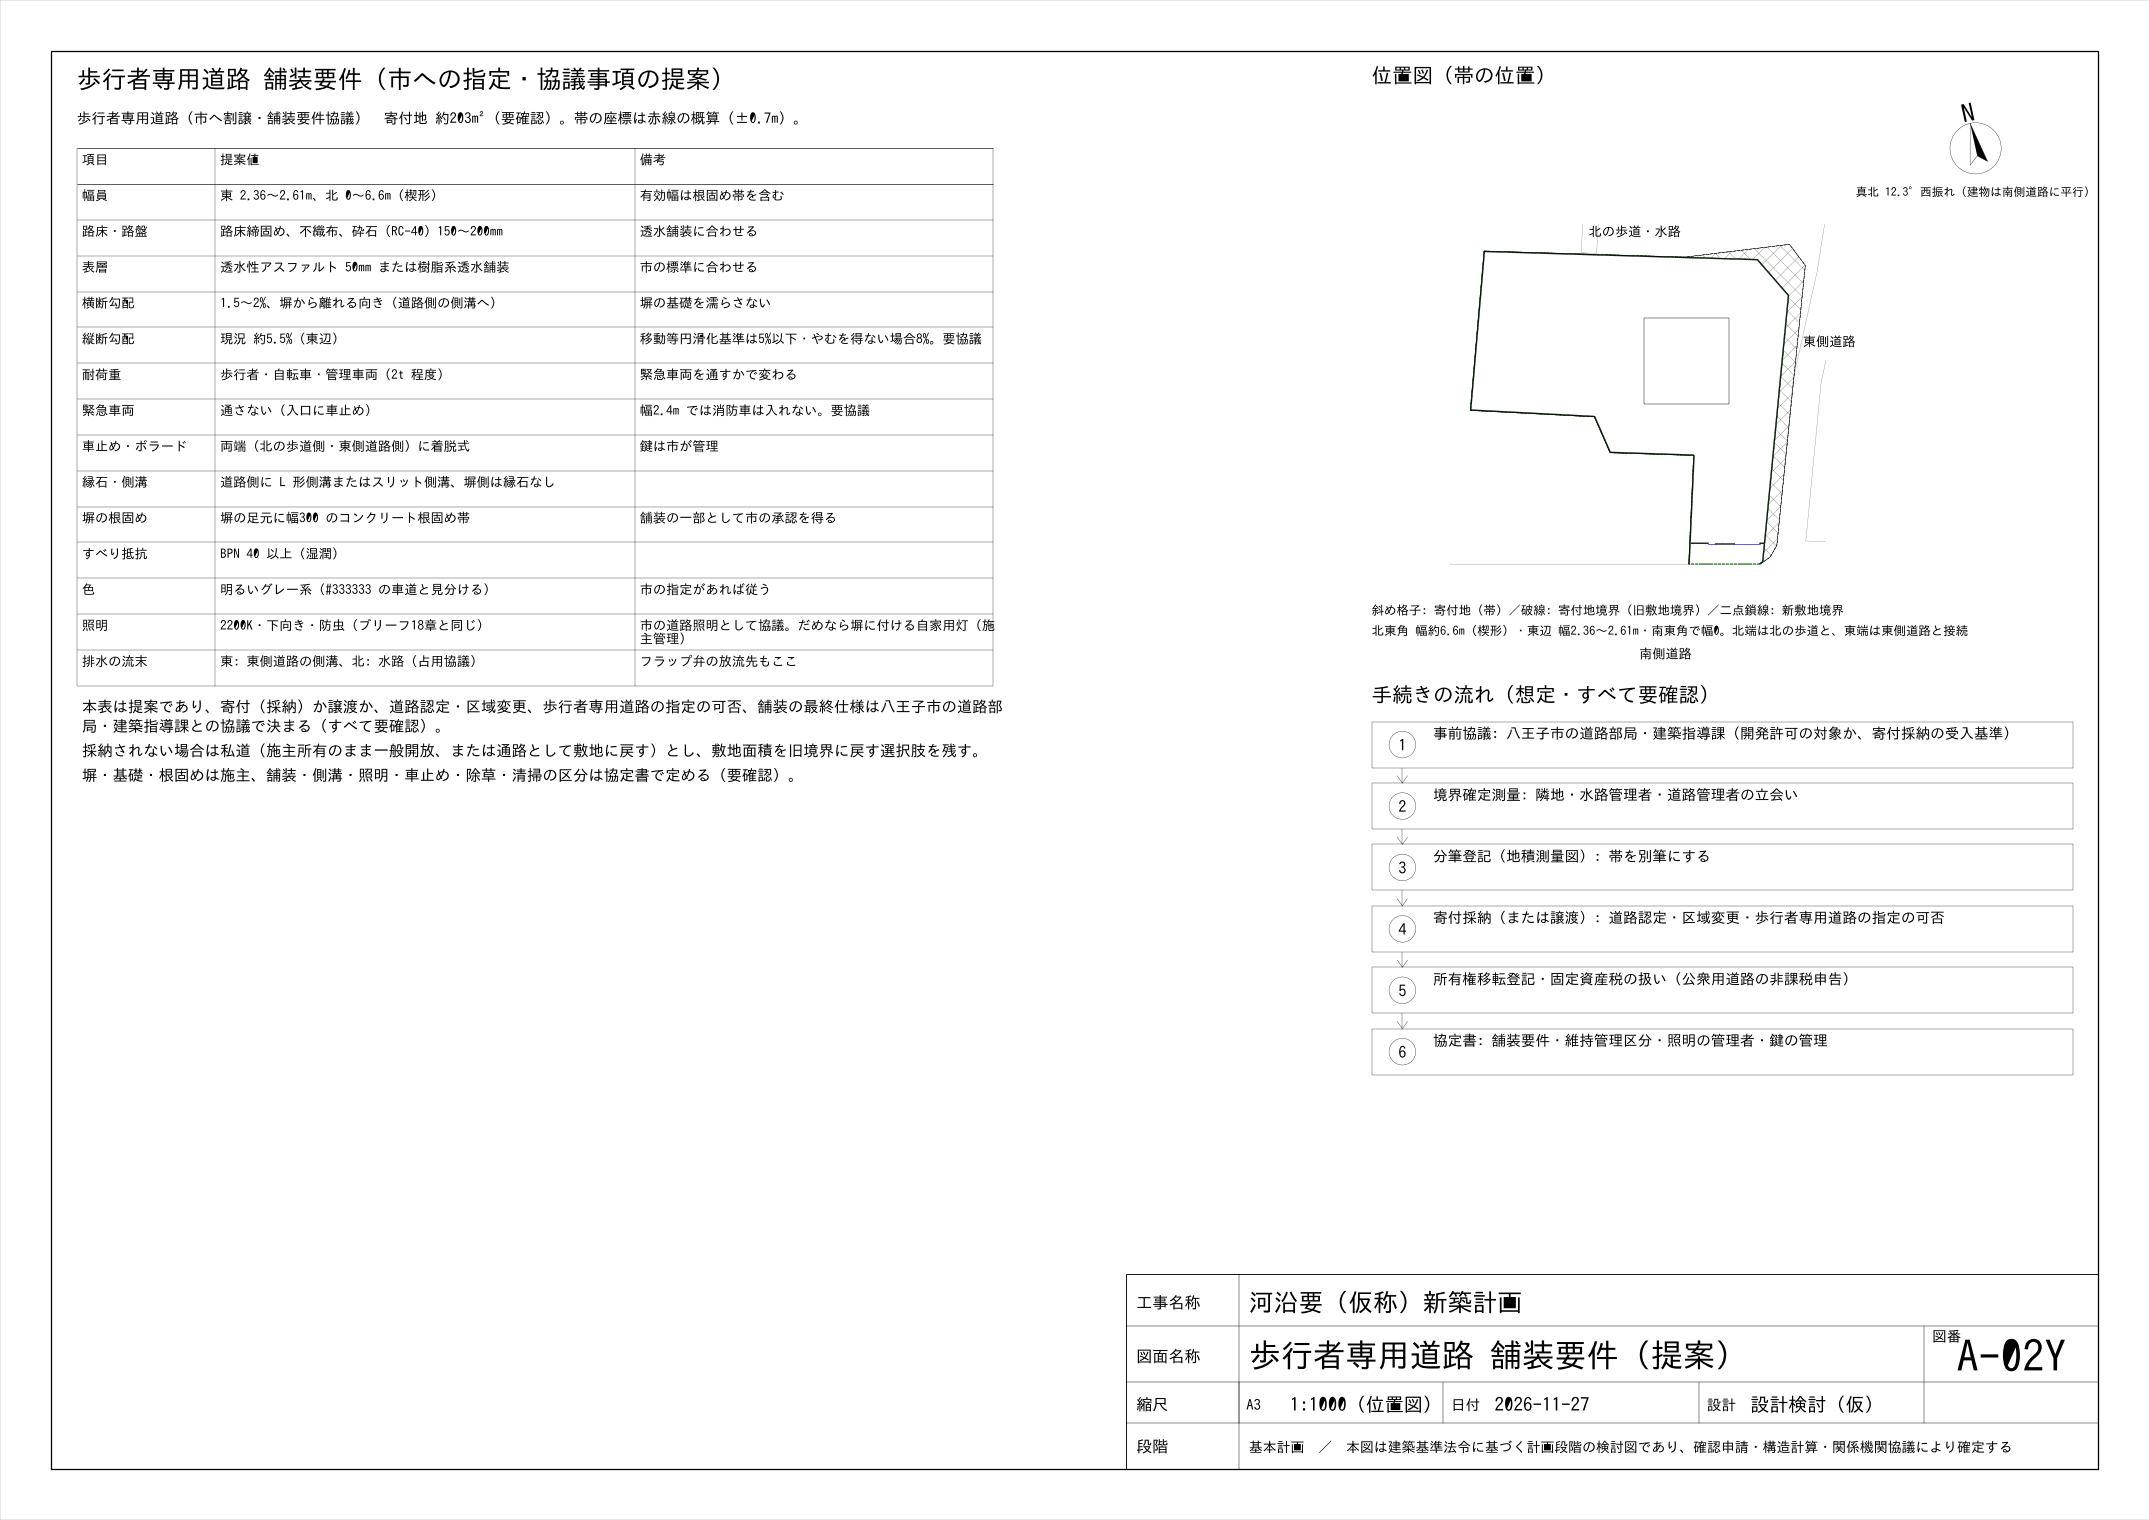 歩行者専用道路 舗装要件（市への指定・協議事項の提案）
歩行者専用道路（市へ割譲・舗装要件協議）　寄付地 約203m²（要確認）。帯の座標は赤線の概算（±0.7m）。
項目　提案値　備考
幅員　東 2.36～2.61m、北 0～6.6m（楔形）　有効幅は根固め帯を含む
路床・路盤　路床締固め、不織布、砕石（RC-40）150～200mm　透水舗装に合わせる
表層　透水性アスファルト 50mm または樹脂系透水舗装　市の標準に合わせる
横断勾配　1.5～2%、塀から離れる向き（道路側の側溝へ）　塀の基礎を濡らさない
縦断勾配　現況 約5.5%（東辺）　移動等円滑化基準は5%以下・やむを得ない場合8%。要協議
耐荷重　歩行者・自転車・管理車両（2t 程度）　緊急車両を通すかで変わる
緊急車両　通さない（入口に車止め）　幅2.4m では消防車は入れない。要協議
車止め・ボラード　両端（北の歩道側・東側道路側）に着脱式　鍵は市が管理
縁石・側溝　道路側に L 形側溝またはスリット側溝、塀側は縁石なし
塀の根固め　塀の足元に幅300 のコンクリート根固め帯　舗装の一部として市の承認を得る
すべり抵抗　BPN 40 以上（湿潤）
色　明るいグレー系（#333333 の車道と見分ける）　市の指定があれば従う
照明　2200K・下向き・防虫（ブリーフ18章と同じ）　市の道路照明として協議。だめなら塀に付ける自家用灯（施
主管理）
排水の流末　東: 東側道路の側溝、北: 水路（占用協議）　フラップ弁の放流先もここ
本表は提案であり、寄付（採納）か譲渡か、道路認定・区域変更、歩行者専用道路の指定の可否、舗装の最終仕様は八王子市の道路部
局・建築指導課との協議で決まる（すべて要確認）。
採納されない場合は私道（施主所有のまま一般開放、または通路として敷地に戻す）とし、敷地面積を旧境界に戻す選択肢を残す。
塀・基礎・根固めは施主、舗装・側溝・照明・車止め・除草・清掃の区分は協定書で定める（要確認）。
位置図（帯の位置）
N
真北 12.3° 西振れ（建物は南側道路に平行）
北の歩道・水路
東側道路
斜め格子: 寄付地（帯）／破線: 寄付地境界（旧敷地境界）／二点鎖線: 新敷地境界
北東角 幅約6.6m（楔形）・東辺 幅2.36～2.61m・南東角で幅0。北端は北の歩道と、東端は東側道路と接続
南側道路
手続きの流れ（想定・すべて要確認）
1　事前協議: 八王子市の道路部局・建築指導課（開発許可の対象か、寄付採納の受入基準）
2　境界確定測量: 隣地・水路管理者・道路管理者の立会い
3　分筆登記（地積測量図）: 帯を別筆にする
4　寄付採納（または譲渡）: 道路認定・区域変更・歩行者専用道路の指定の可否
5　所有権移転登記・固定資産税の扱い（公衆用道路の非課税申告）
6　協定書: 舗装要件・維持管理区分・照明の管理者・鍵の管理
工事名称　河沿要（仮称）新築計画
図面名称　歩行者専用道路 舗装要件（提案）　図番　A-02Y
縮尺　A3　1:1000（位置図）　日付　2026-11-27　設計　設計検討（仮）
段階　基本計画　／　本図は建築基準法令に基づく計画段階の検討図であり、確認申請・構造計算・関係機関協議により確定する